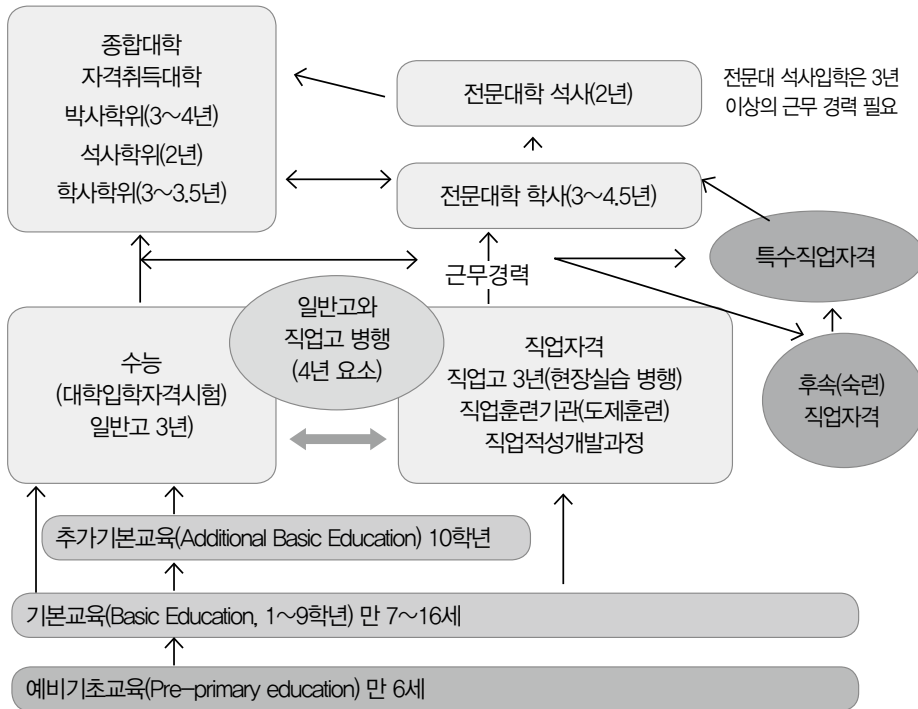 종합대학
자격취득대학
박사학위(3～4년)
석사학위(2년)
학사학위(3～3.5년)
전문대학 석사(2년)
전문대 석사입학은 3년
이상의 근무 경력 필요
전문대학 학사(3～4.5년)
특수직업자격
근무경력
일반고와
직업고 병행
(4년 요소)
수능
(대학입학자격시험)
일반고 3년)
직업자격
직업고 3년(현장실습 병행)
직업훈련기관(도제훈련)
직업적성개발과정
후속(숙련)
직업자격
추가기본교육(Additional Basic Education) 10학년
기본교육(Basic Education, 1～9학년) 만 7～16세
예비기초교육(Pre-primary education) 만 6세